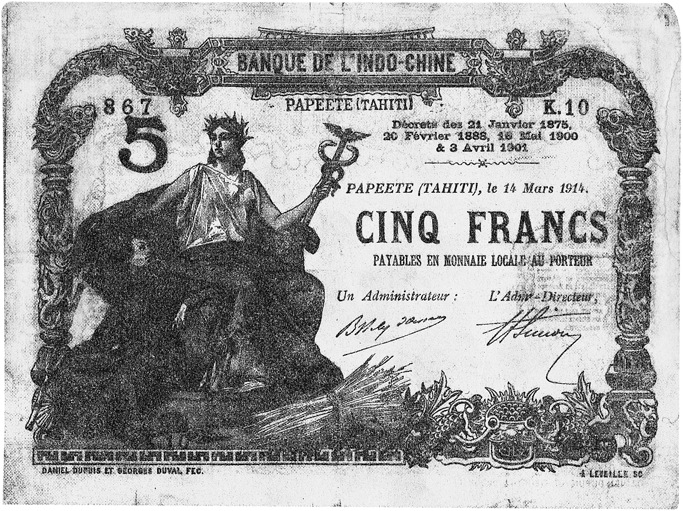 BANQUE DE L'INDO-CHINE
PAPEETE (TAHITI)
867
K.10
5
Décrets des 21 Janvier 1875,
20 Février 1888, 16 Mai 1900
& 3 Avril 1901
PAPEETE (TAHITI), le 14 Mars 1914.
CINQ FRANCS
PAYABLES EN MONNAIE LOCALE AU PORTEUR
Un Administrateur : L'Admr-Directeur,
DANIEL DUPUIS ET GEORGES DUVAL, FEC.